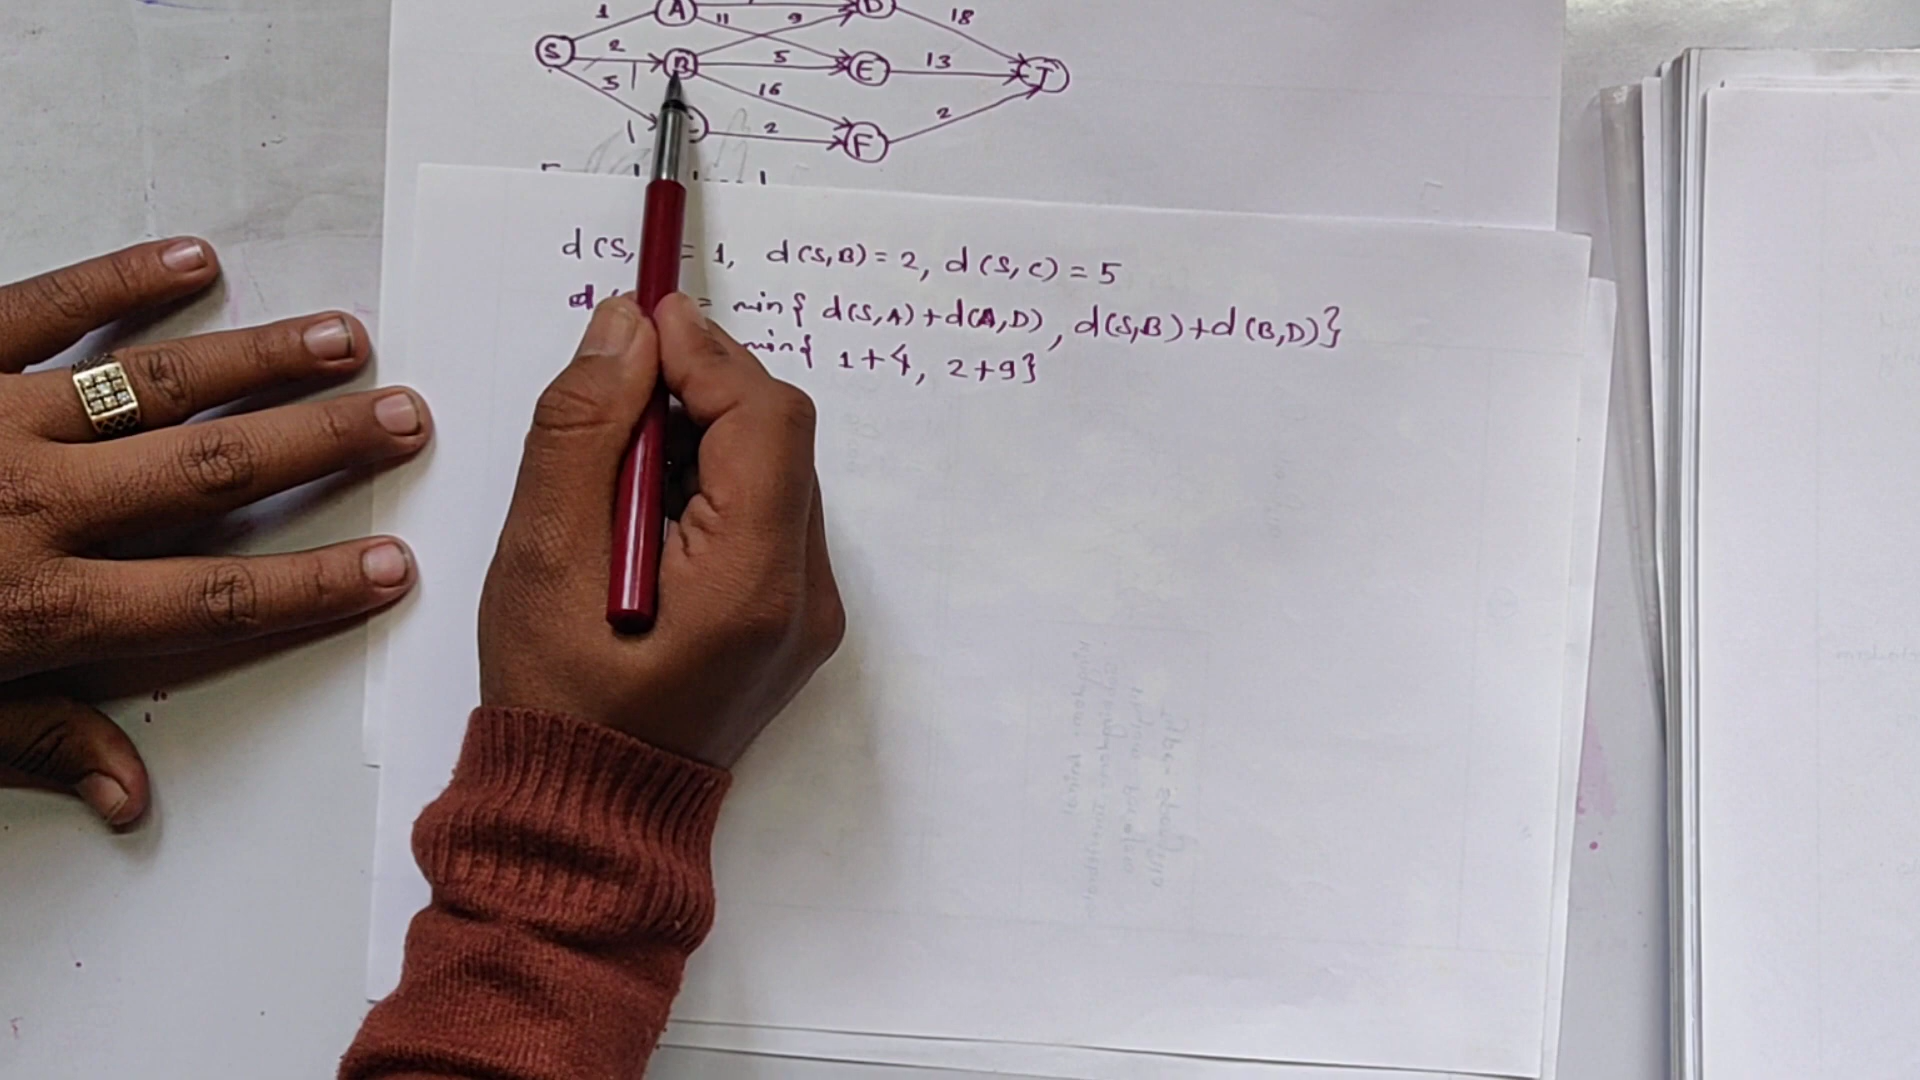 1 A 11 9 D 18
S 2 B 5 E 13 T
5 16
2 F 2
d(S, = 1, d(S,B) = 2, d(S,C) = 5
d = min{ d(S,A)+d(A,D), d(S,B)+d(B,D)}
min{ 1+4, 2+9}